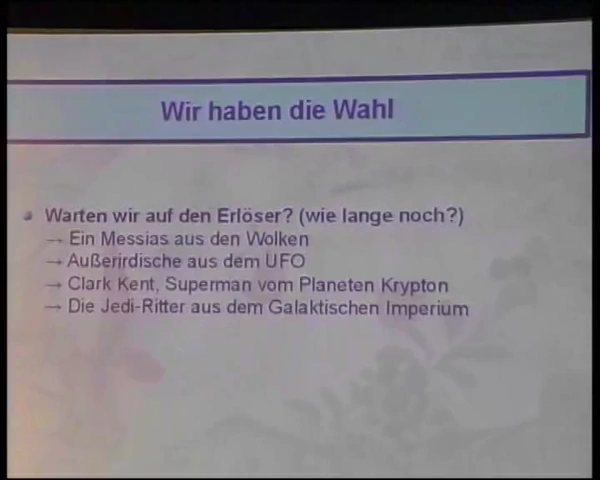 Wir haben die Wahl
Warten wir auf den Erlöser? (wie lange noch?)
→ Ein Messias aus den Wolken
→ Außerirdische aus dem UFO
→ Clark Kent, Superman vom Planeten Krypton
→ Die Jedi-Ritter aus dem Galaktischen Imperium